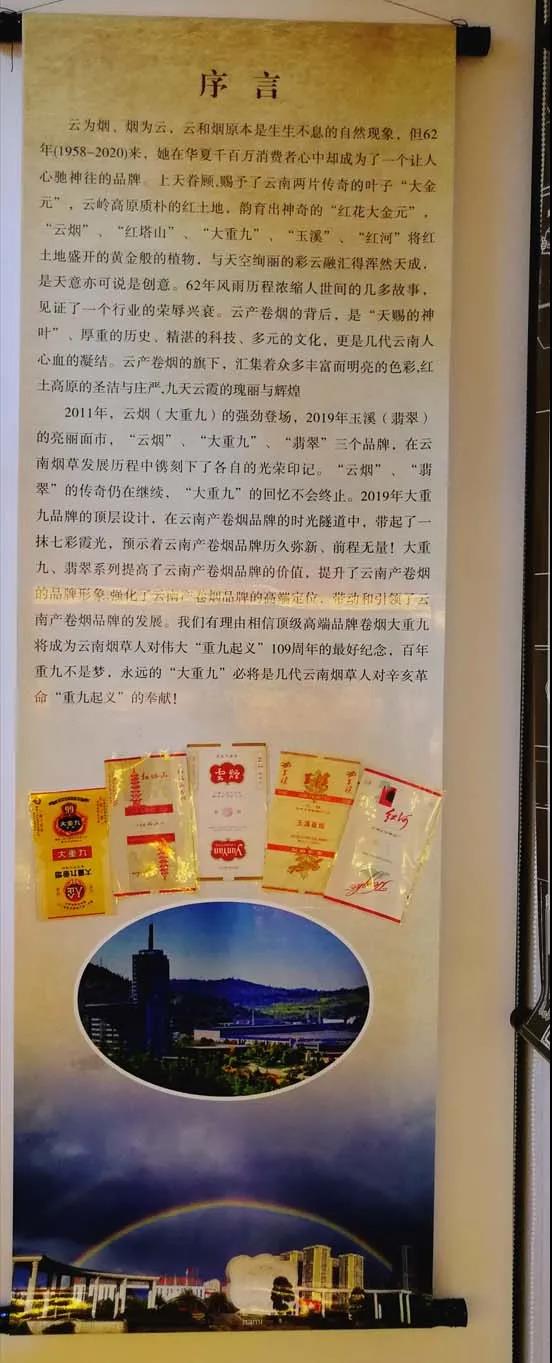 序言
云为烟、烟为云，云和烟原本是生生不息的自然现象，但62
年(1958-2020)来，她在华夏千百万消费者心中却成为了一个让人
心驰神往的品牌。上天眷顾,赐予了云南两片传奇的叶子“大金
元”，云岭高原质朴的红土地，韵育出神奇的“红花大金元”，
“云烟”、“红塔山”、“大重九”、“玉溪”、“红河”将红
土地盛开的黄金般的植物，与天空绚丽的彩云融汇得浑然天成，
是天意亦可说是创意。62年风雨历程浓缩人世间的几多故事，
见证了一个行业的荣辱兴衰。云产卷烟的背后，是“天赐的神
叶”、厚重的历史、精湛的科技、多元的文化，更是几代云南人
心血的凝结。云产卷烟的旗下，汇集着众多丰富而明亮的色彩,红
土高原的圣洁与庄严,九天云霞的瑰丽与辉煌
2011年，云烟（大重九）的强劲登场，2019年玉溪（翡翠）
的亮丽面市，“云烟”、“大重九”、“翡翠”三个品牌，在云
南烟草发展历程中镌刻下了各自的光荣印记。“云烟”、“翡
翠”的传奇仍在继续，“大重九”的回忆不会终止。2019年大重
九品牌的顶层设计，在云南产卷烟品牌的时光隧道中，带起了一
抹七彩霞光，预示着云南产卷烟品牌历久弥新、前程无量！大重
九、翡翠系列提高了云南产卷烟品牌的价值，提升了云南产卷烟
的品牌形象,强化了云南产卷烟品牌的高端定位，带动和引领了云
南产卷烟品牌的发展。我们有理由相信顶级高端品牌卷烟大重九
将成为云南烟草人对伟大“重九起义”109周年的最好纪念，百年
重九不是梦，永远的“大重九”必将是几代云南烟草人对辛亥革
命“重九起义”的奉献！
红塔山
雲烟
YunYan
玉溪
红河
大重九
大重九香烟
nami